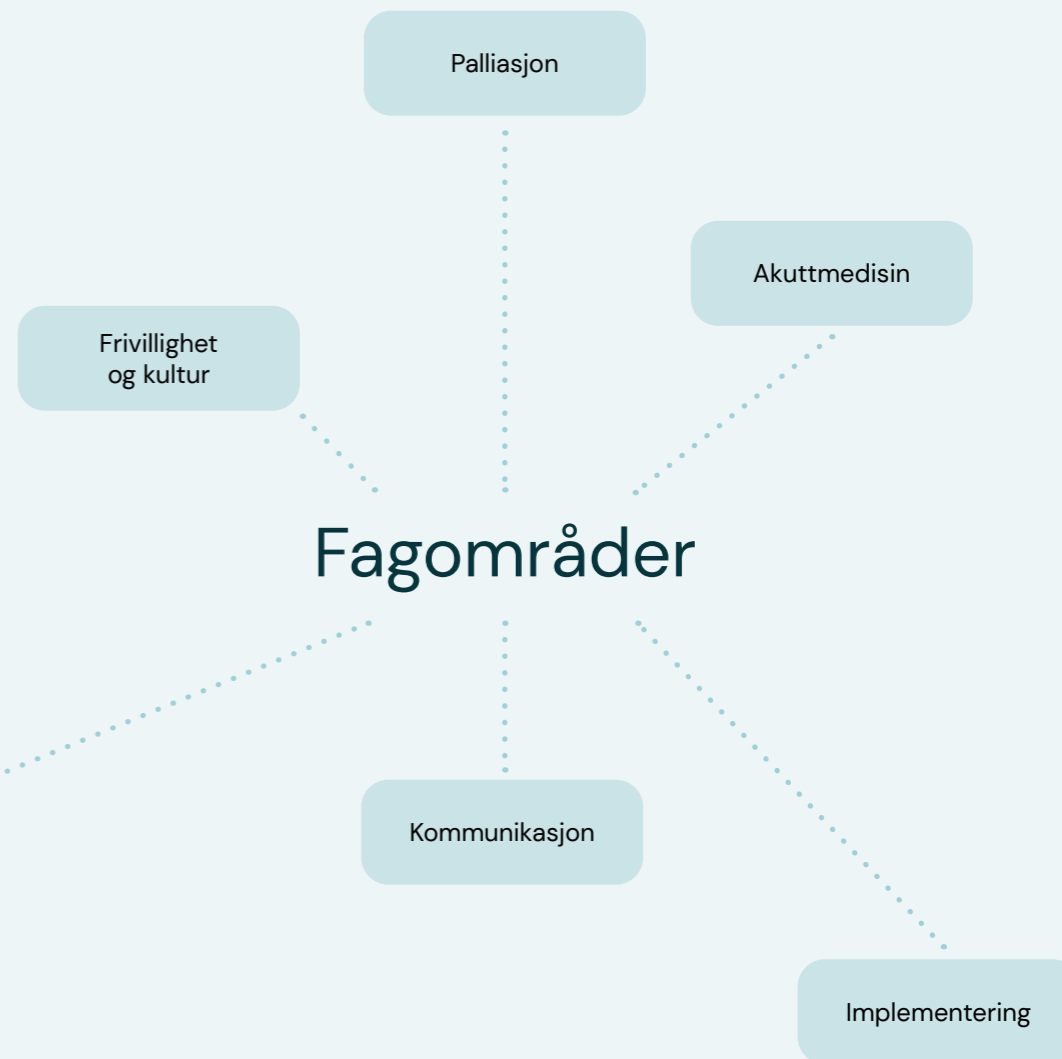 Palliasjon
Akuttmedisin
Frivillighet
og kultur
Fagområder
Kommunikasjon
Implementering